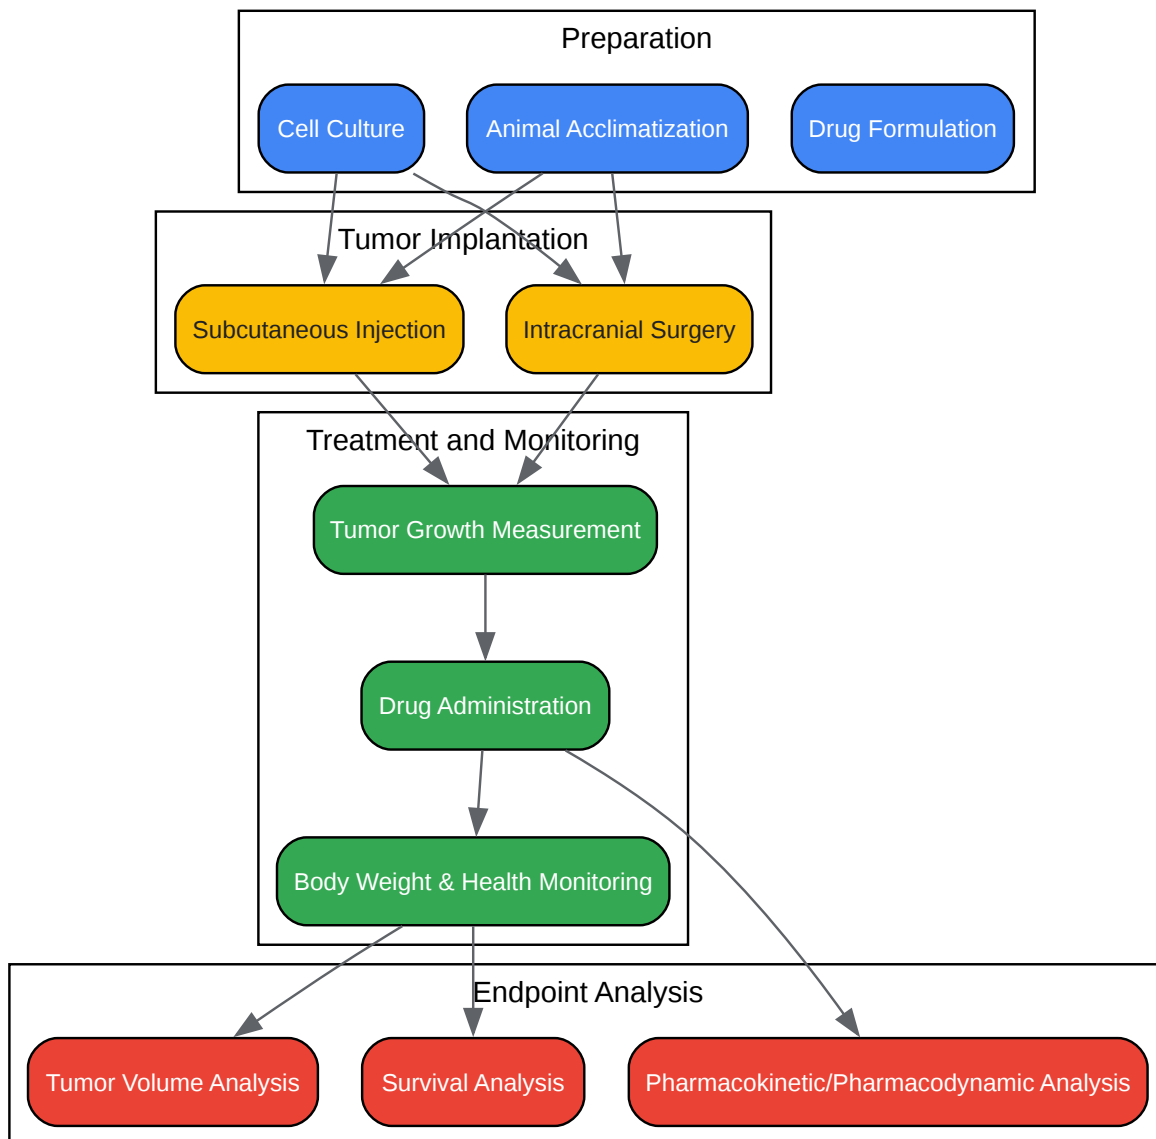 Preparation
Cell Culture
Animal Acclimatization
Drug Formulation
Tumor Implantation
Subcutaneous Injection
Intracranial Surgery
Treatment and Monitoring
Tumor Growth Measurement
Drug Administration
Body Weight & Health Monitoring
Endpoint Analysis
Tumor Volume Analysis
Survival Analysis
Pharmacokinetic/Pharmacodynamic Analysis